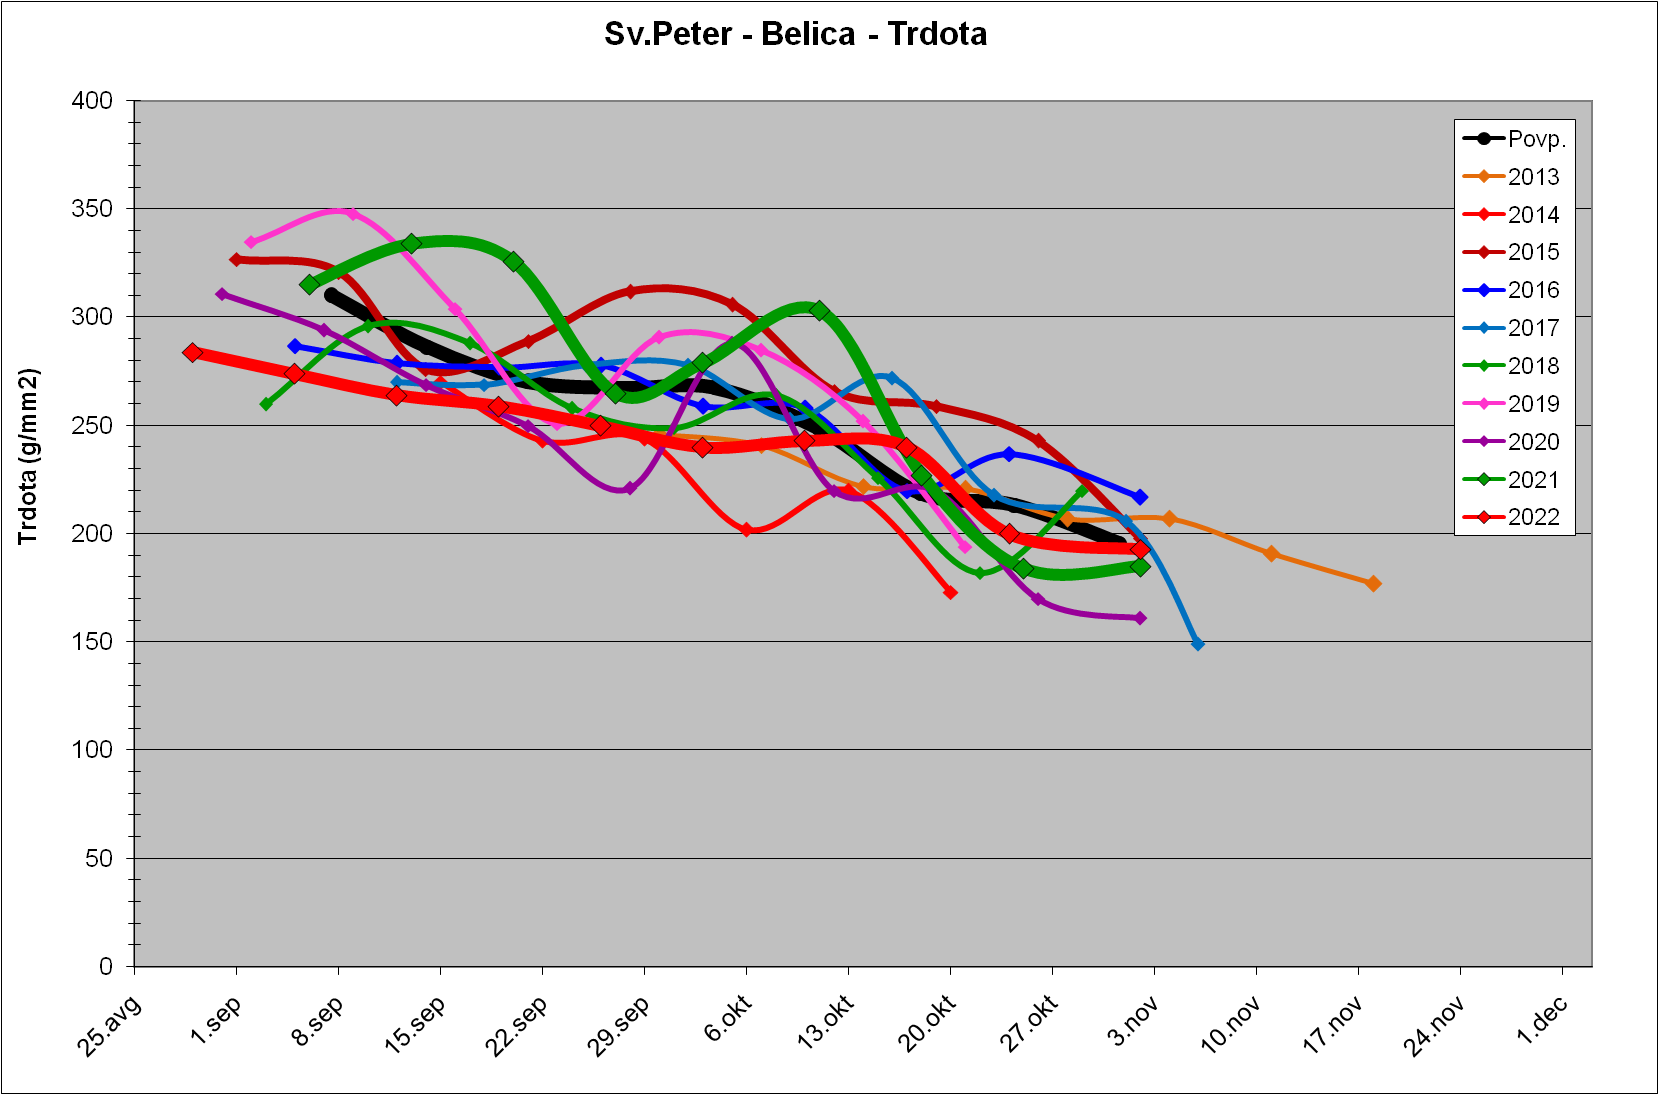 Sv.Peter - Belica - Trdota
Trdota (g/mm2)
400
350
300
250
200
150
100
50
0
25.avg
1.sep
8.sep
15.sep
22.sep
29.sep
6.okt
13.okt
20.okt
27.okt
3.nov
10.nov
17.nov
24.nov
1.dec
Povp.
2013
2014
2015
2016
2017
2018
2019
2020
2021
2022